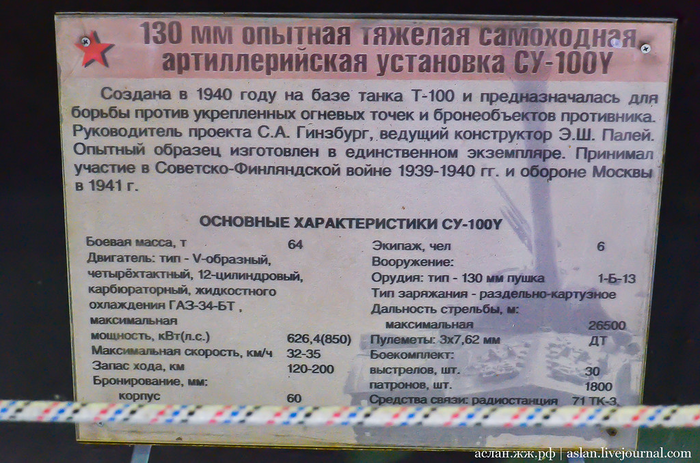 130 мм опытная тяжелая самоходная
артиллерийская установка СУ-100Y
Создана в 1940 году на базе танка Т-100 и предназначалась для
борьбы против укрепленных огневых точек и бронеобъектов противника.
Руководитель проекта С.А. Гинзбург, ведущий конструктор Э.Ш. Палей.
Опытный образец изготовлен в единственном экземпляре. Принимал
участие в Советско-Финляндской войне 1939-1940 гг. и обороне Москвы
в 1941 г.
ОСНОВНЫЕ ХАРАКТЕРИСТИКИ СУ-100Y
Боевая масса, т 64
Двигатель: тип - V-образный,
четырёхтактный, 12-цилиндровый,
карбюраторный, жидкостного
охлаждения ГАЗ-34-БТ,
максимальная
мощность, кВт(л.с.) 626,4(850)
Максимальная скорость, км/ч 32-35
Запас хода, км 120-200
Бронирование, мм:
корпус 60
Экипаж, чел 6
Вооружение:
Орудия: тип - 130 мм пушка 1-Б-13
Тип заряжания - раздельно-картузное
Дальность стрельбы, м:
максимальная 26500
Пулеметы: 3х7,62 мм ДТ
Боекомплект:
выстрелов, шт. 30
патронов, шт. 1800
Средства связи: радиостанция 71 ТК-3
аслан.жж.рф | aslan.livejournal.com